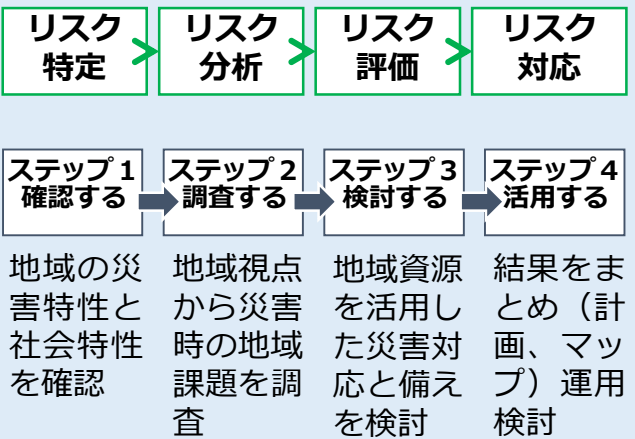 リスク
特定
リスク
分析
リスク
評価
リスク
対応
ステップ１
確認する
ステップ２
調査する
ステップ３
検討する
ステップ４
活用する
地域の災
害特性と
社会特性
を確認
地域視点
から災害
時の地域
課題を調
査
地域資源
を活用し
た災害対
応と備え
を検討
結果をま
とめ（計
画、マッ
プ）運用
検討